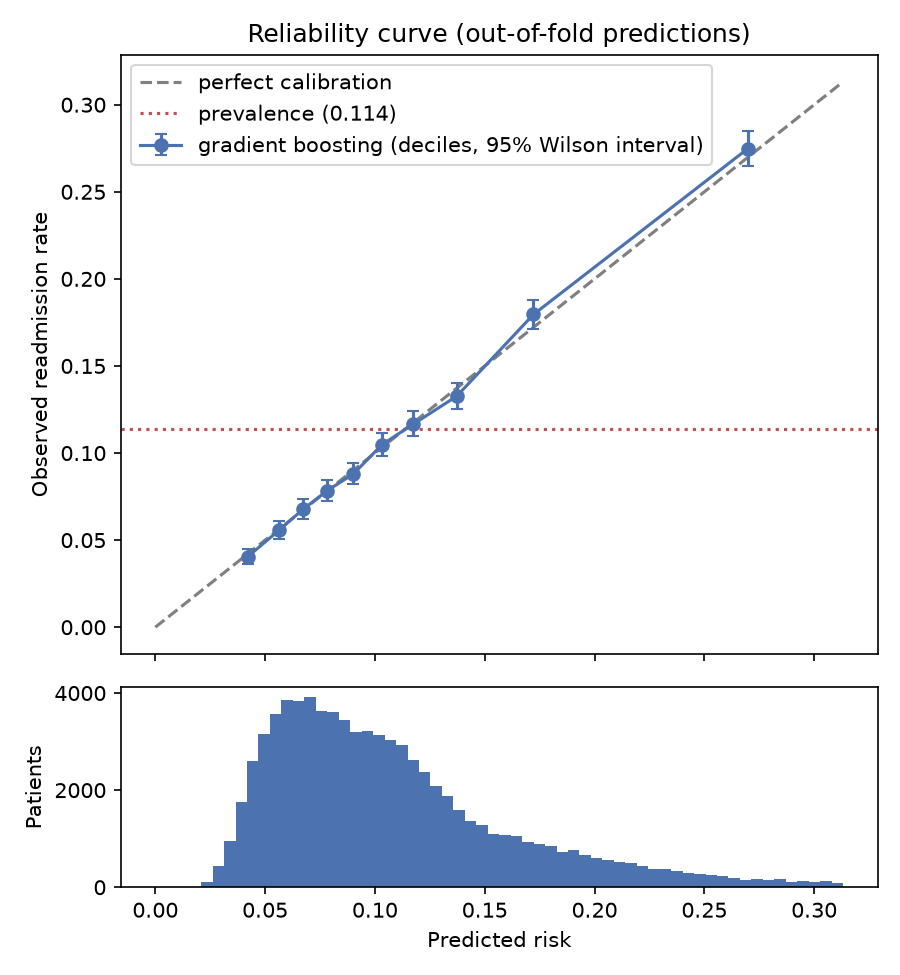 Reliability curve (out-of-fold predictions)
perfect calibration
prevalence (0.114)
gradient boosting (deciles, 95% Wilson interval)
Observed readmission rate
0.30
0.25
0.20
0.15
0.10
0.05
0.00
Patients
4000
2000
0
0.00 0.05 0.10 0.15 0.20 0.25 0.30
Predicted risk